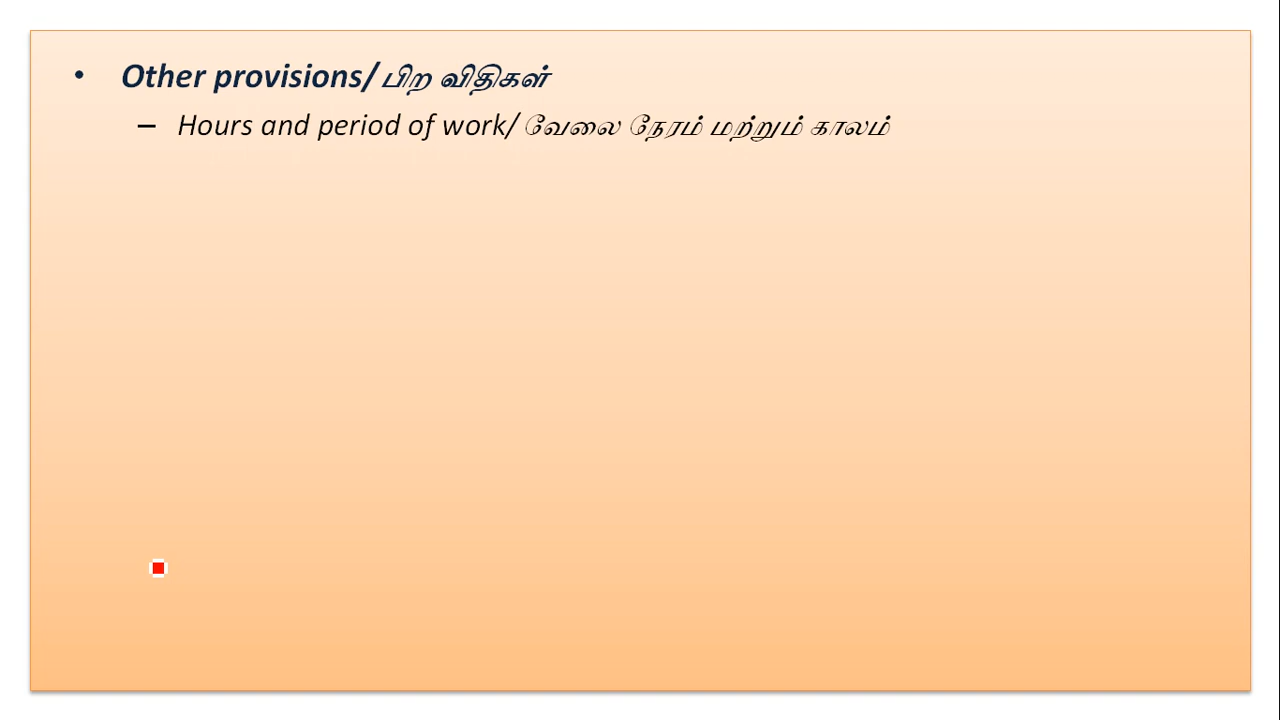 • Other provisions/பிற விதிகள்
– Hours and period of work/ வேலை நேரம் மற்றும் காலம்